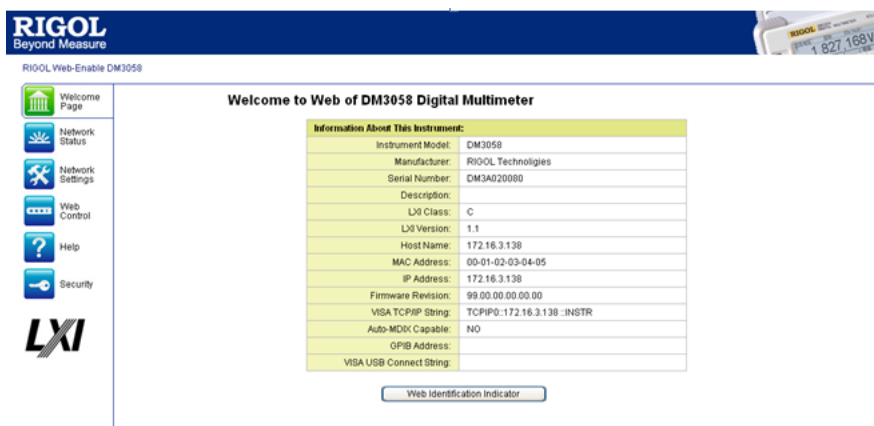 RIGOL
Beyond Measure
RIGOL
1.827,168V
RIGOL Web-Enable DM3058
Welcome Page
Network Status
Network Settings
Web Control
Help
Security
LXI
Welcome to Web of DM3058 Digital Multimeter
Information About This Instrument:
Instrument Model: DM3058
Manufacturer: RIGOL Technoligies
Serial Number: DM3A020080
Description:
LXI Class: C
LXI Version: 1.1
Host Name: 172.16.3.138
MAC Address: 00-01-02-03-04-05
IP Address: 172.16.3.138
Firmware Revision: 99.00.00.00.00.00
VISA TCP/IP String: TCPIP0::172.16.3.138 ::INSTR
Auto-MDIX Capable: NO
GPIB Address:
VISA USB Connect String:
Web Identification Indicator